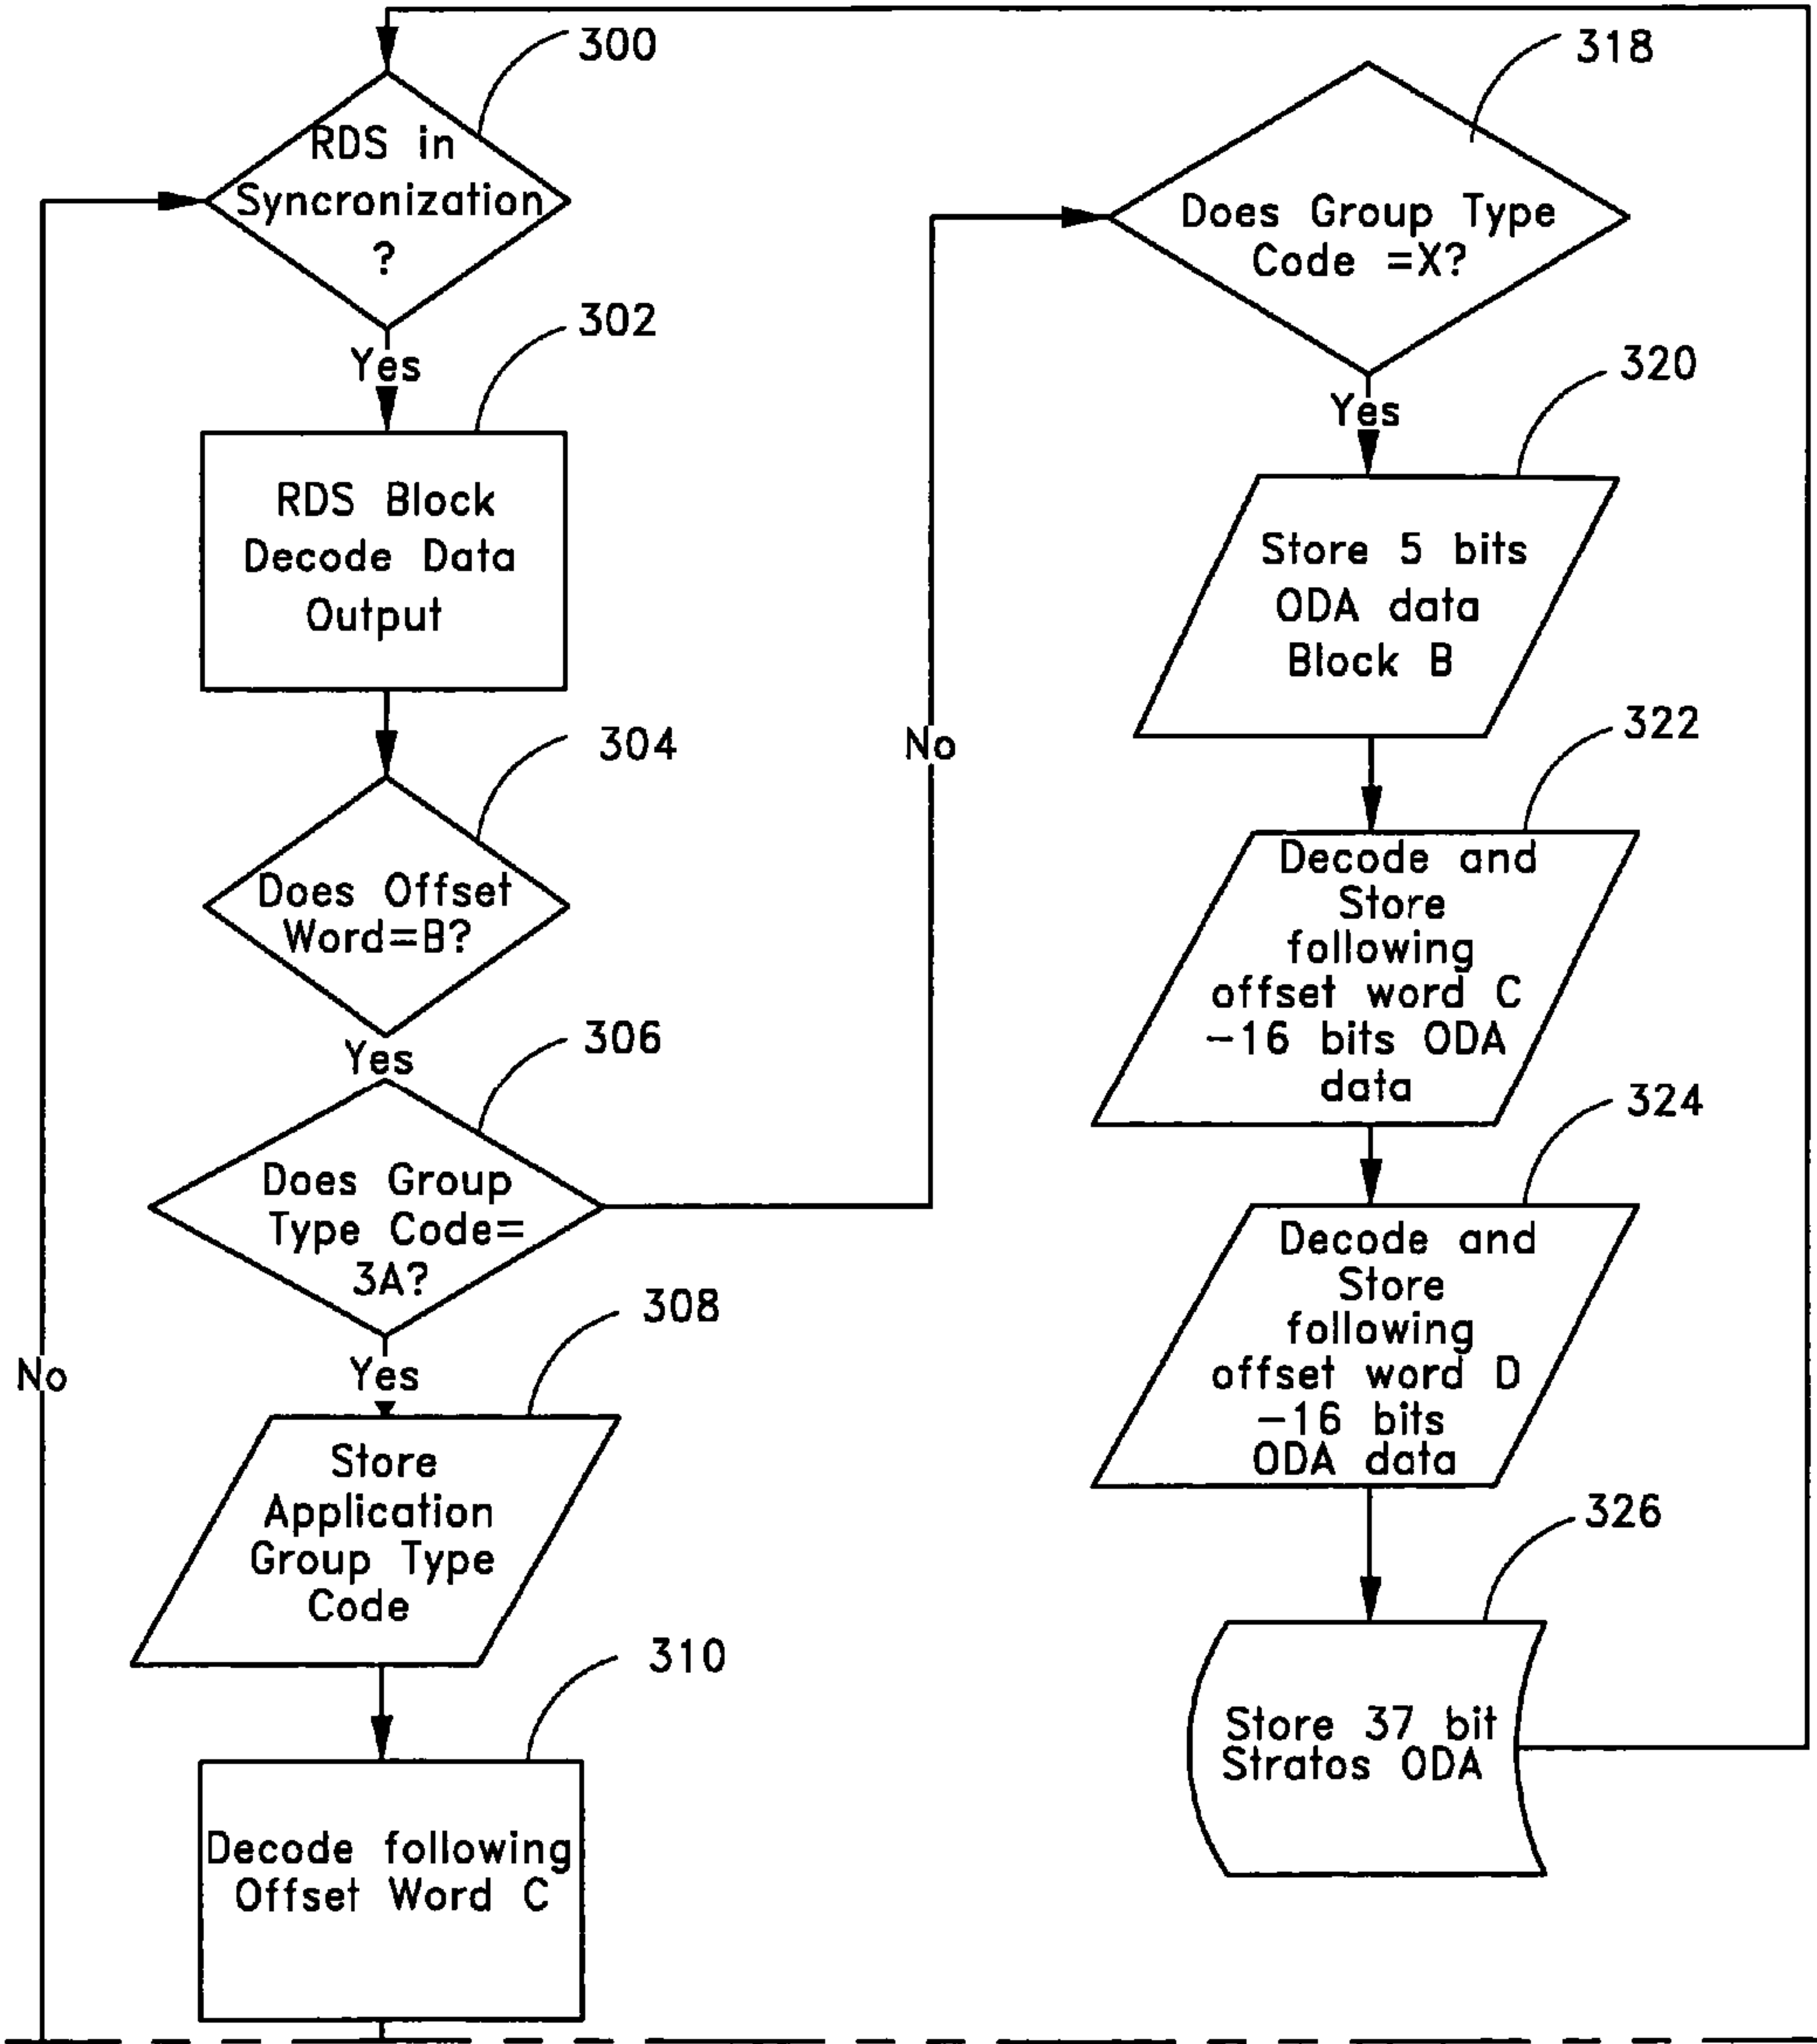 300
RDS in
Syncronization
?
Yes
302
RDS Block
Decode Data
Output
304
Does Offset
Word=B?
Yes
306
Does Group
Type Code=
3A?
No
Yes
308
Store
Application
Group Type
Code
310
Decode following
Offset Word C
No
318
Does Group Type
Code =X?
Yes
320
Store 5 bits
ODA data
Block B
322
Decode and
Store
following
offset word C
-16 bits ODA
data
324
Decode and
Store
following
offset word D
-16 bits
ODA data
326
Store 37 bit
Stratos ODA